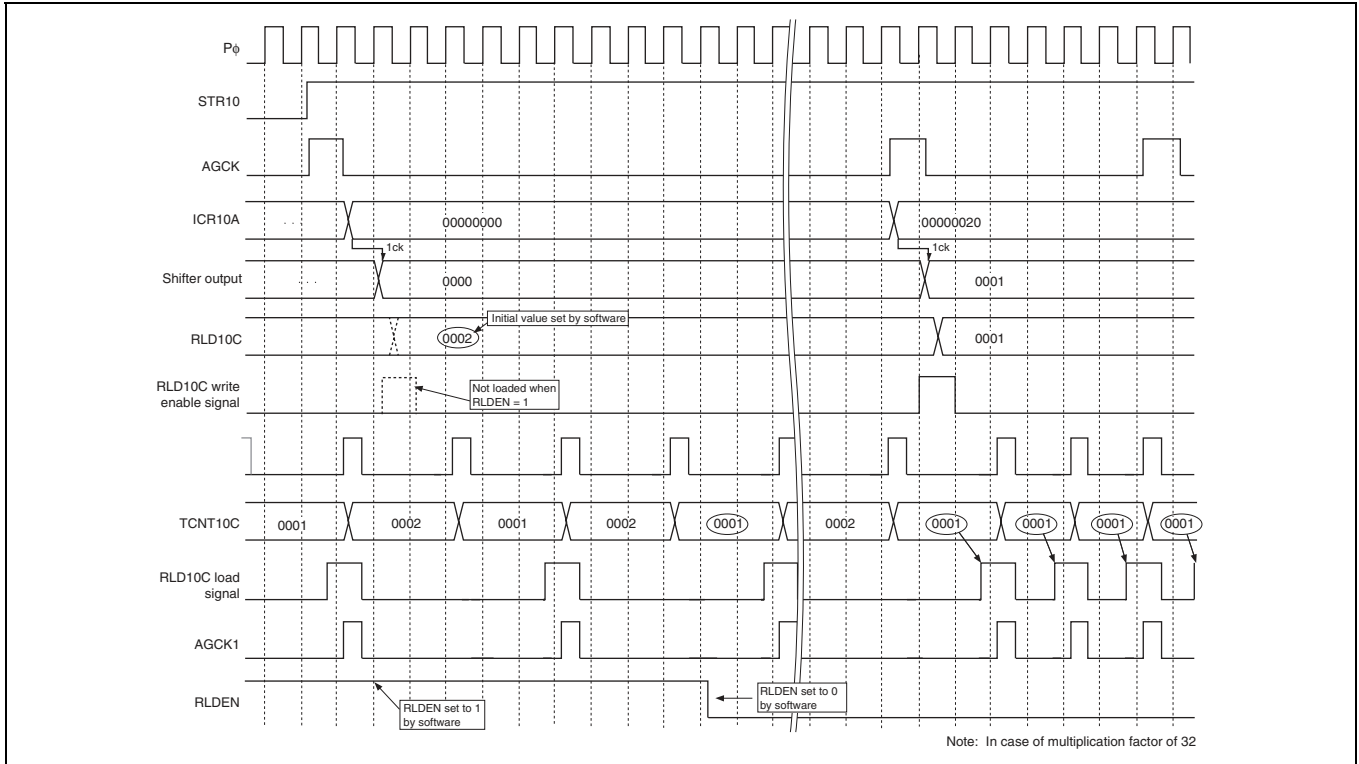 Pφ
STR10
AGCK
ICR10A
. .
00000000
00000020
1ck
1ck
Shifter output
. .
0000
0001
Initial value set by software
RLD10C
0002
0001
RLD10C write
enable signal
Not loaded when
RLDEN = 1
TCNT10C
0001
0002
0001
0002
0001
0002
0001
0001
0001
0001
RLD10C load
signal
AGCK1
RLDEN
RLDEN set to 1
by software
RLDEN set to 0
by software
Note: In case of multiplication factor of 32